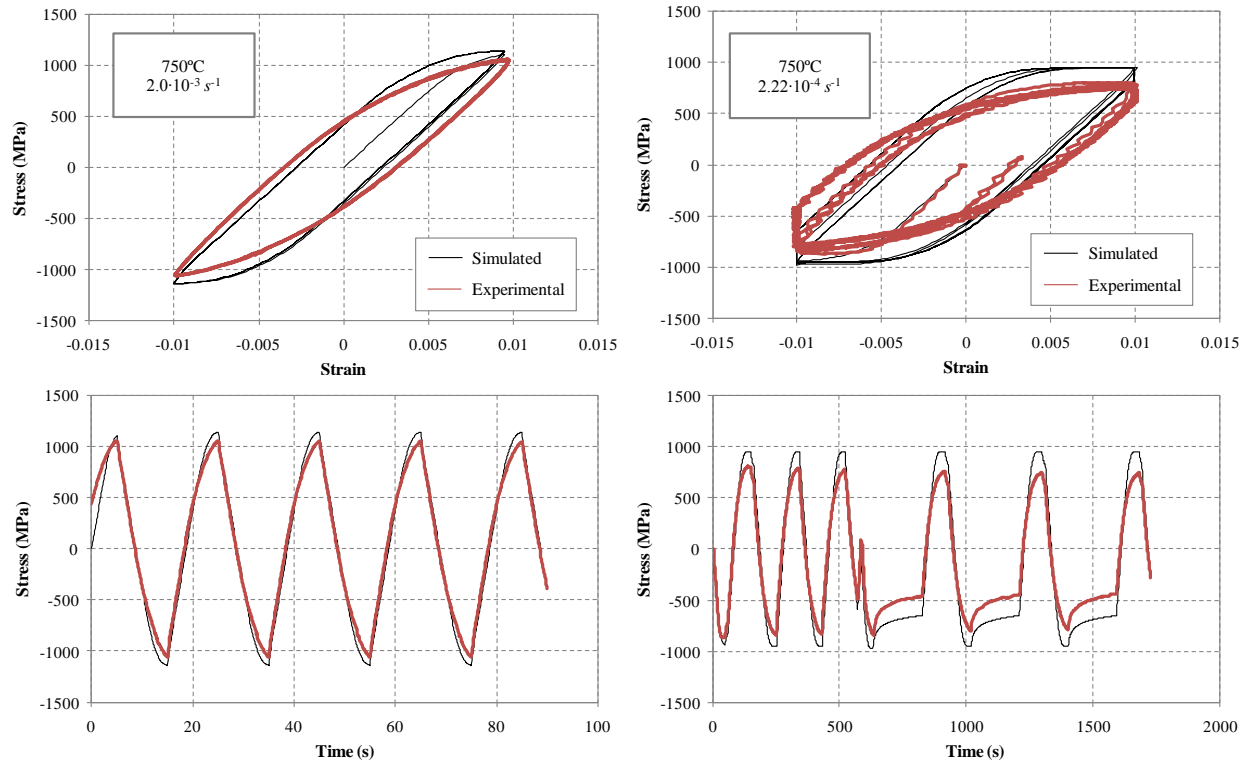 1500
1000
500
0
-500
-1000
-1500
Stress (MPa)
750ºC
2.0·10-3 s-1
Simulated
Experimental
-0.015 -0.01 -0.005 0 0.005 0.01 0.015
Strain
1500
1000
500
0
-500
-1000
-1500
Stress (MPa)
750ºC
2.22·10-4 s-1
Simulated
Experimental
-0.015 -0.01 -0.005 0 0.005 0.01 0.015
Strain
1500
1000
500
0
-500
-1000
-1500
Stress (MPa)
0 20 40 60 80 100
Time (s)
1500
1000
500
0
-500
-1000
-1500
Stress (MPa)
0 500 1000 1500 2000
Time (s)